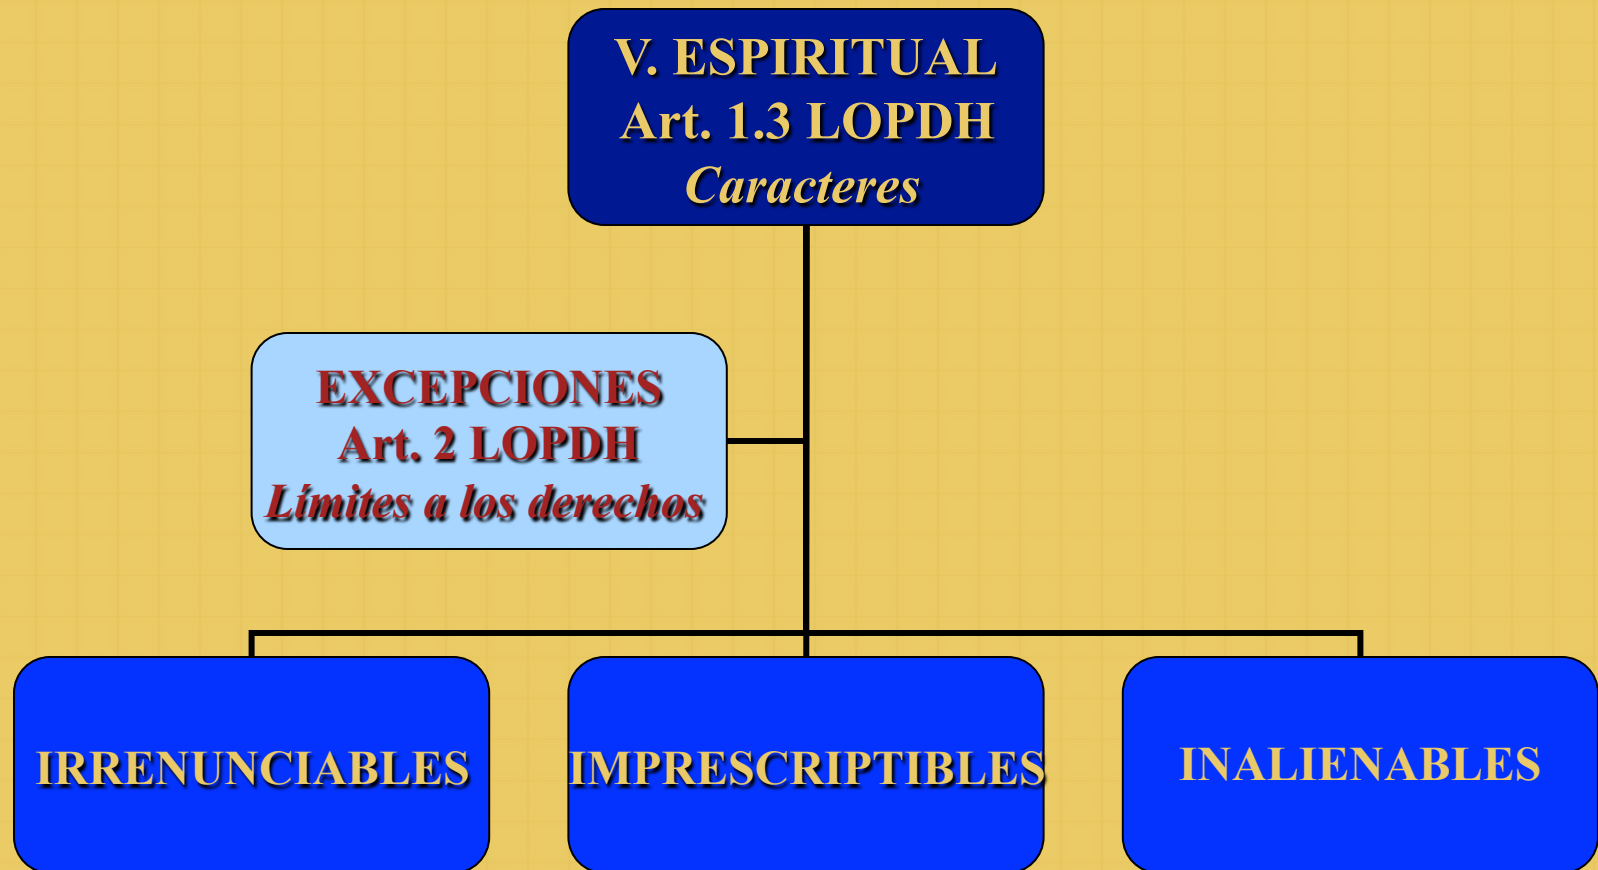 V. ESPIRITUAL
Art. 1.3 LOPDH
Caracteres
EXCEPCIONES
Art. 2 LOPDH
Límites a los derechos
IRRENUNCIABLES
IMPRESCRIPTIBLES
INALIENABLES